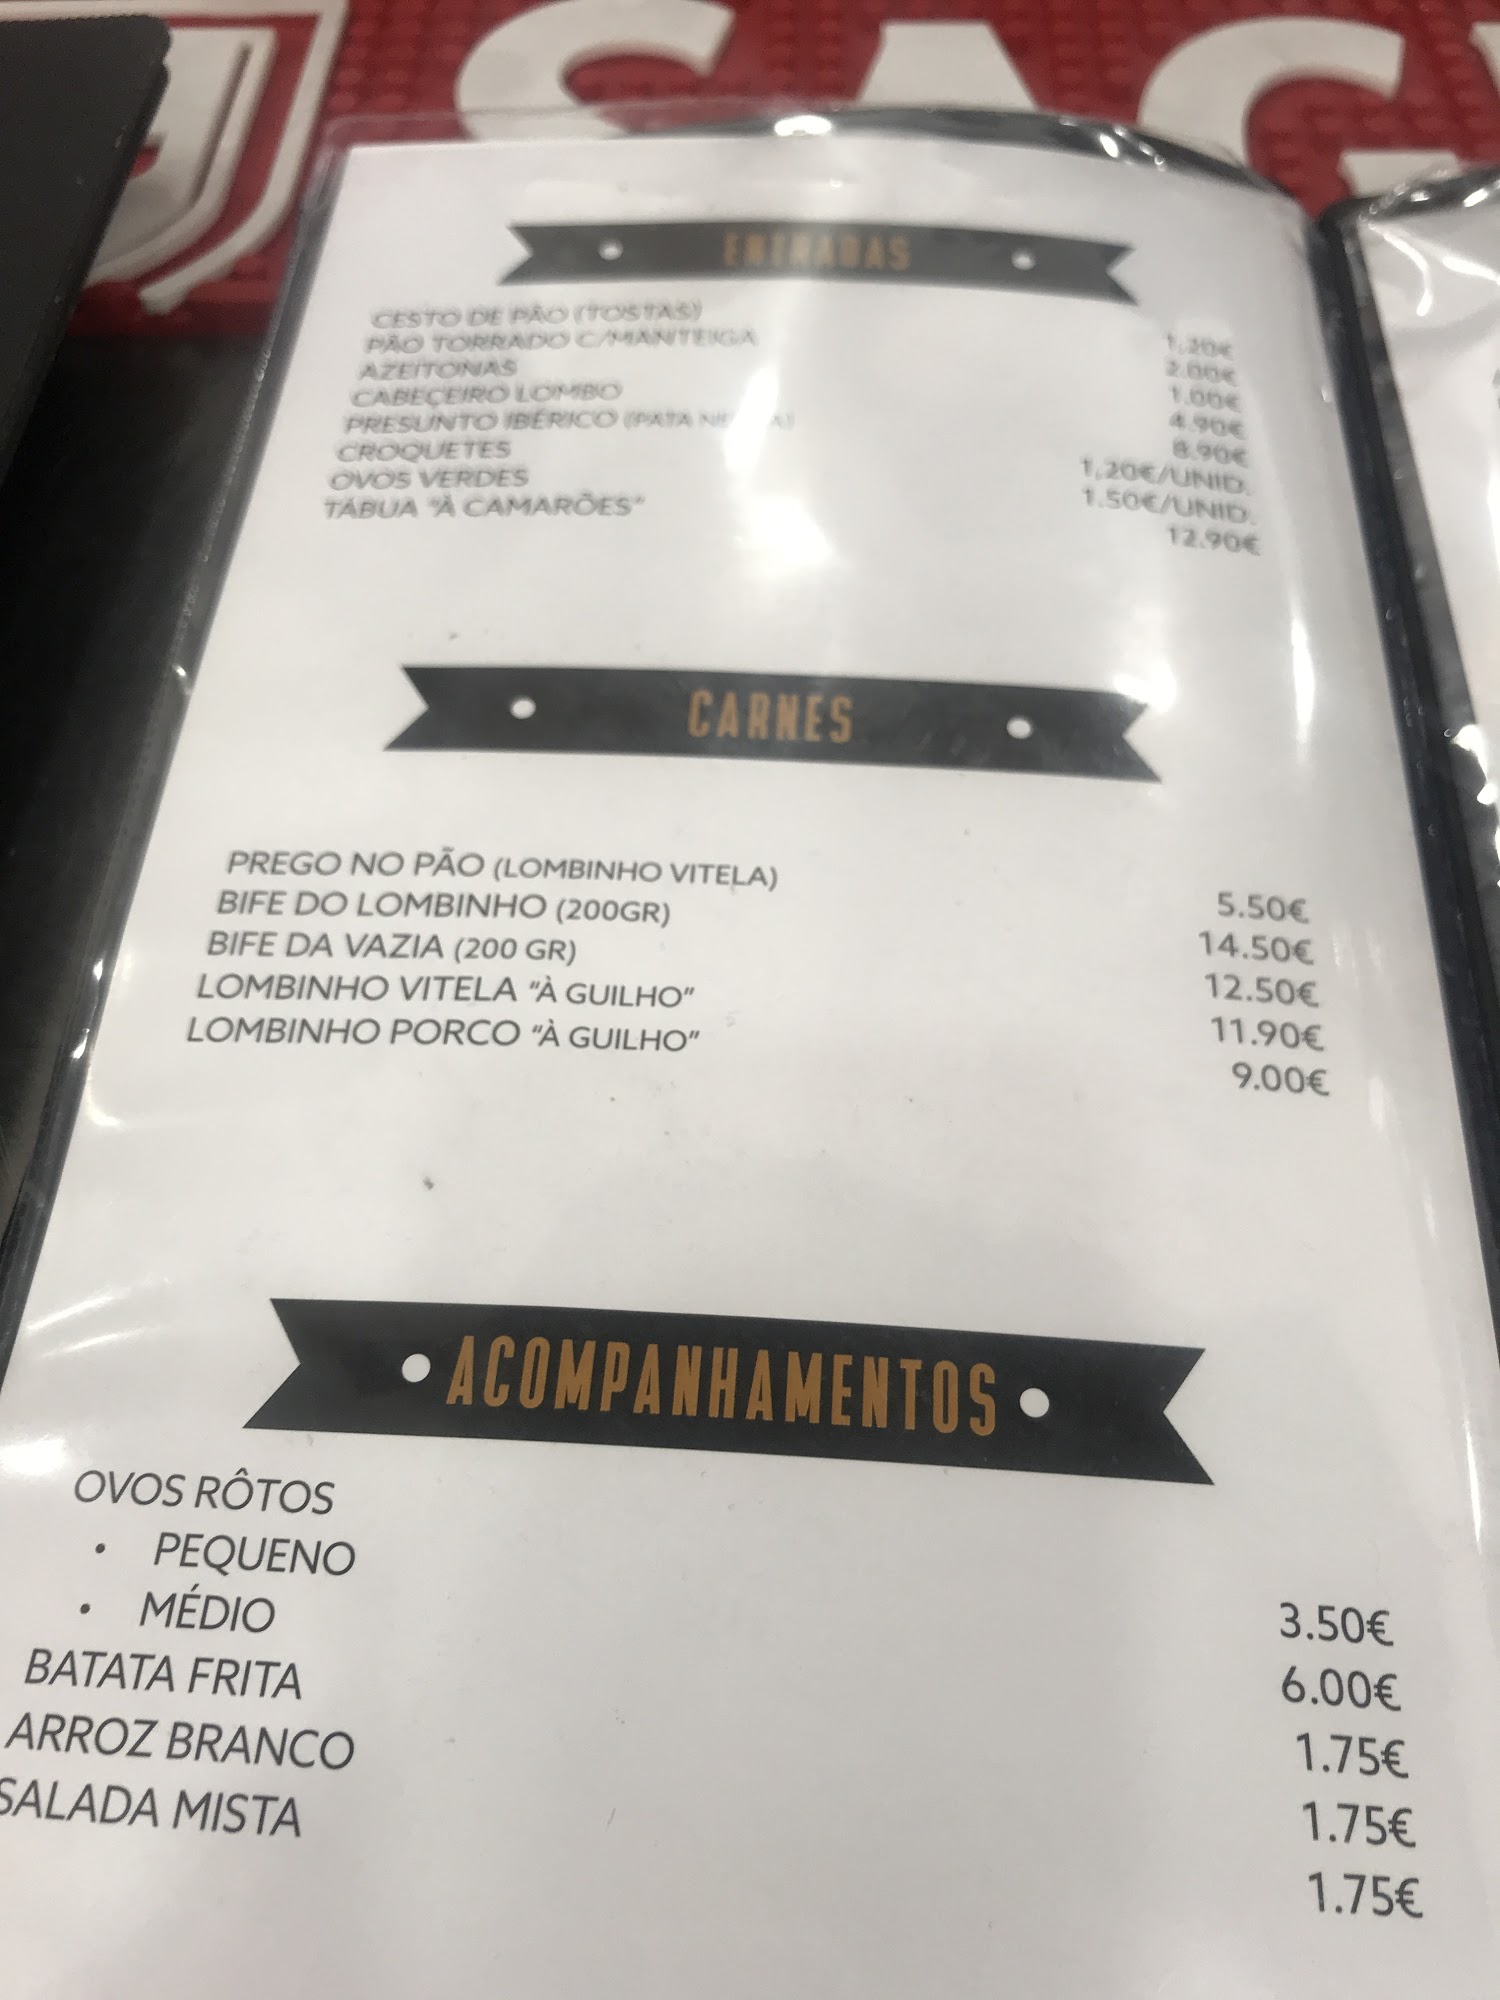 ENTRADAS
CESTO DE PÃO (TOSTAS) 1.20€
PÃO TORRADO C/MANTEIGA 2.00€
AZEITONAS 1.00€
CABEÇEIRO LOMBO 4.90€
PRESUNTO IBÉRICO (PATA 8.90€
CROQUETES 1.20€/UNID.
OVOS VERDES 1.50€/UNID.
TÁBUA "À CAMARÕES" 12.90€
CARNES
PREGO NO PÃO (LOMBINHO VITELA) 5.50€
BIFE DO LOMBINHO (200GR) 14.50€
BIFE DA VAZIA (200 GR) 12.50€
LOMBINHO VITELA "À GUILHO" 11.90€
LOMBINHO PORCO "À GUILHO" 9.00€
ACOMPANHAMENTOS
OVOS RÔTOS
• PEQUENO 3.50€
• MÉDIO 6.00€
BATATA FRITA 1.75€
ARROZ BRANCO 1.75€
SALADA MISTA 1.75€